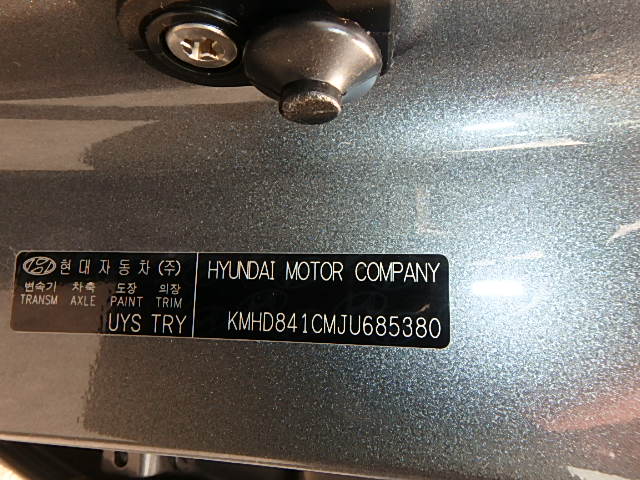 현대자동차(주)
변속기 차축 도장 의장
TRANSM AXLE PAINT TRIM
UYS TRY
HYUNDAI MOTOR COMPANY
KMHD841CMJU685380